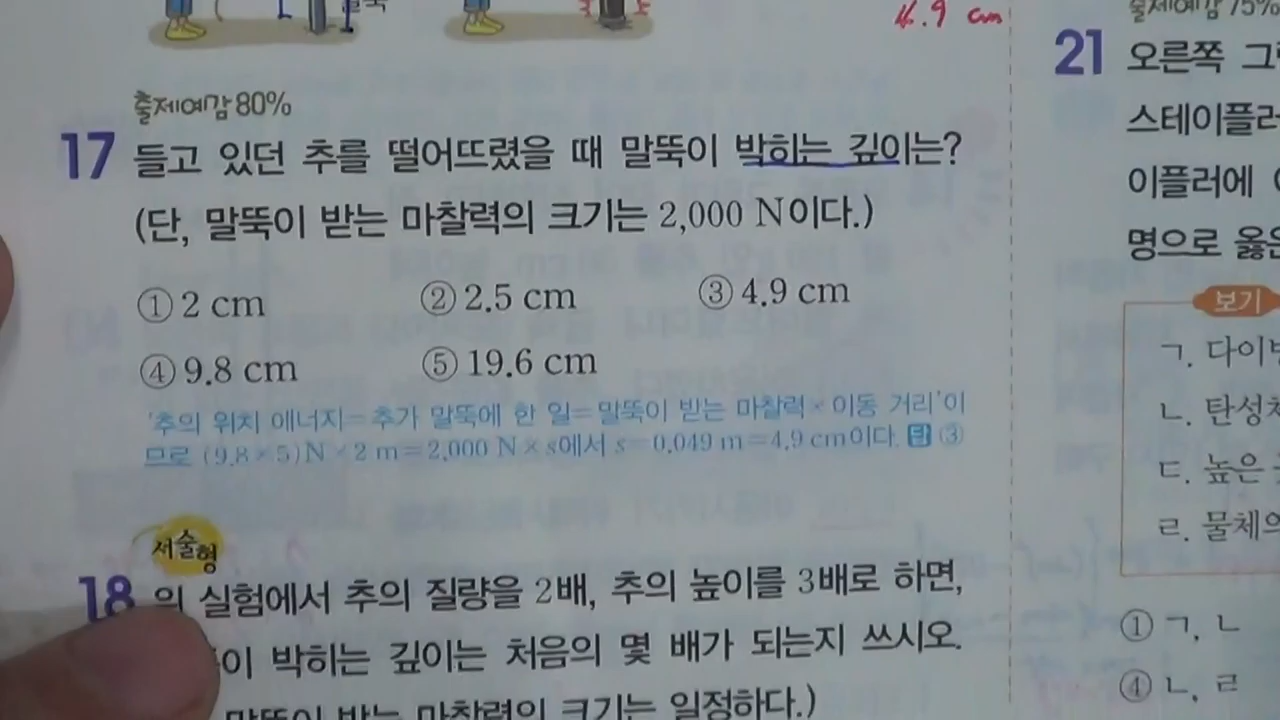 4.9 cm
출제예감 80%
17 들고 있던 추를 떨어뜨렸을 때 말뚝이 박히는 깊이는?
(단, 말뚝이 받는 마찰력의 크기는 2,000 N이다.)
① 2 cm ② 2.5 cm ③ 4.9 cm
④ 9.8 cm ⑤ 19.6 cm
'추의 위치 에너지=추가 말뚝에 한 일=말뚝이 받는 마찰력×이동 거리'이
므로 (9.8×5)N×2 m=2,000 N×s에서 s=0.049 m=4.9 cm이다. 답 ③
서술형
18 위 실험에서 추의 질량을 2배, 추의 높이를 3배로 하면,
박히는 깊이는 처음의 몇 배가 되는지 쓰시오.
말뚝이 받는 마찰력의 크기는 일정하다.)
출제예감 75%
21 오른쪽
스테이플러
이플러에
명으로 옳은
보기
ㄱ.
ㄴ.
ㄷ. 높은
ㄹ. 물체의
① ㄱ, ㄴ
④ ㄴ, ㄹ